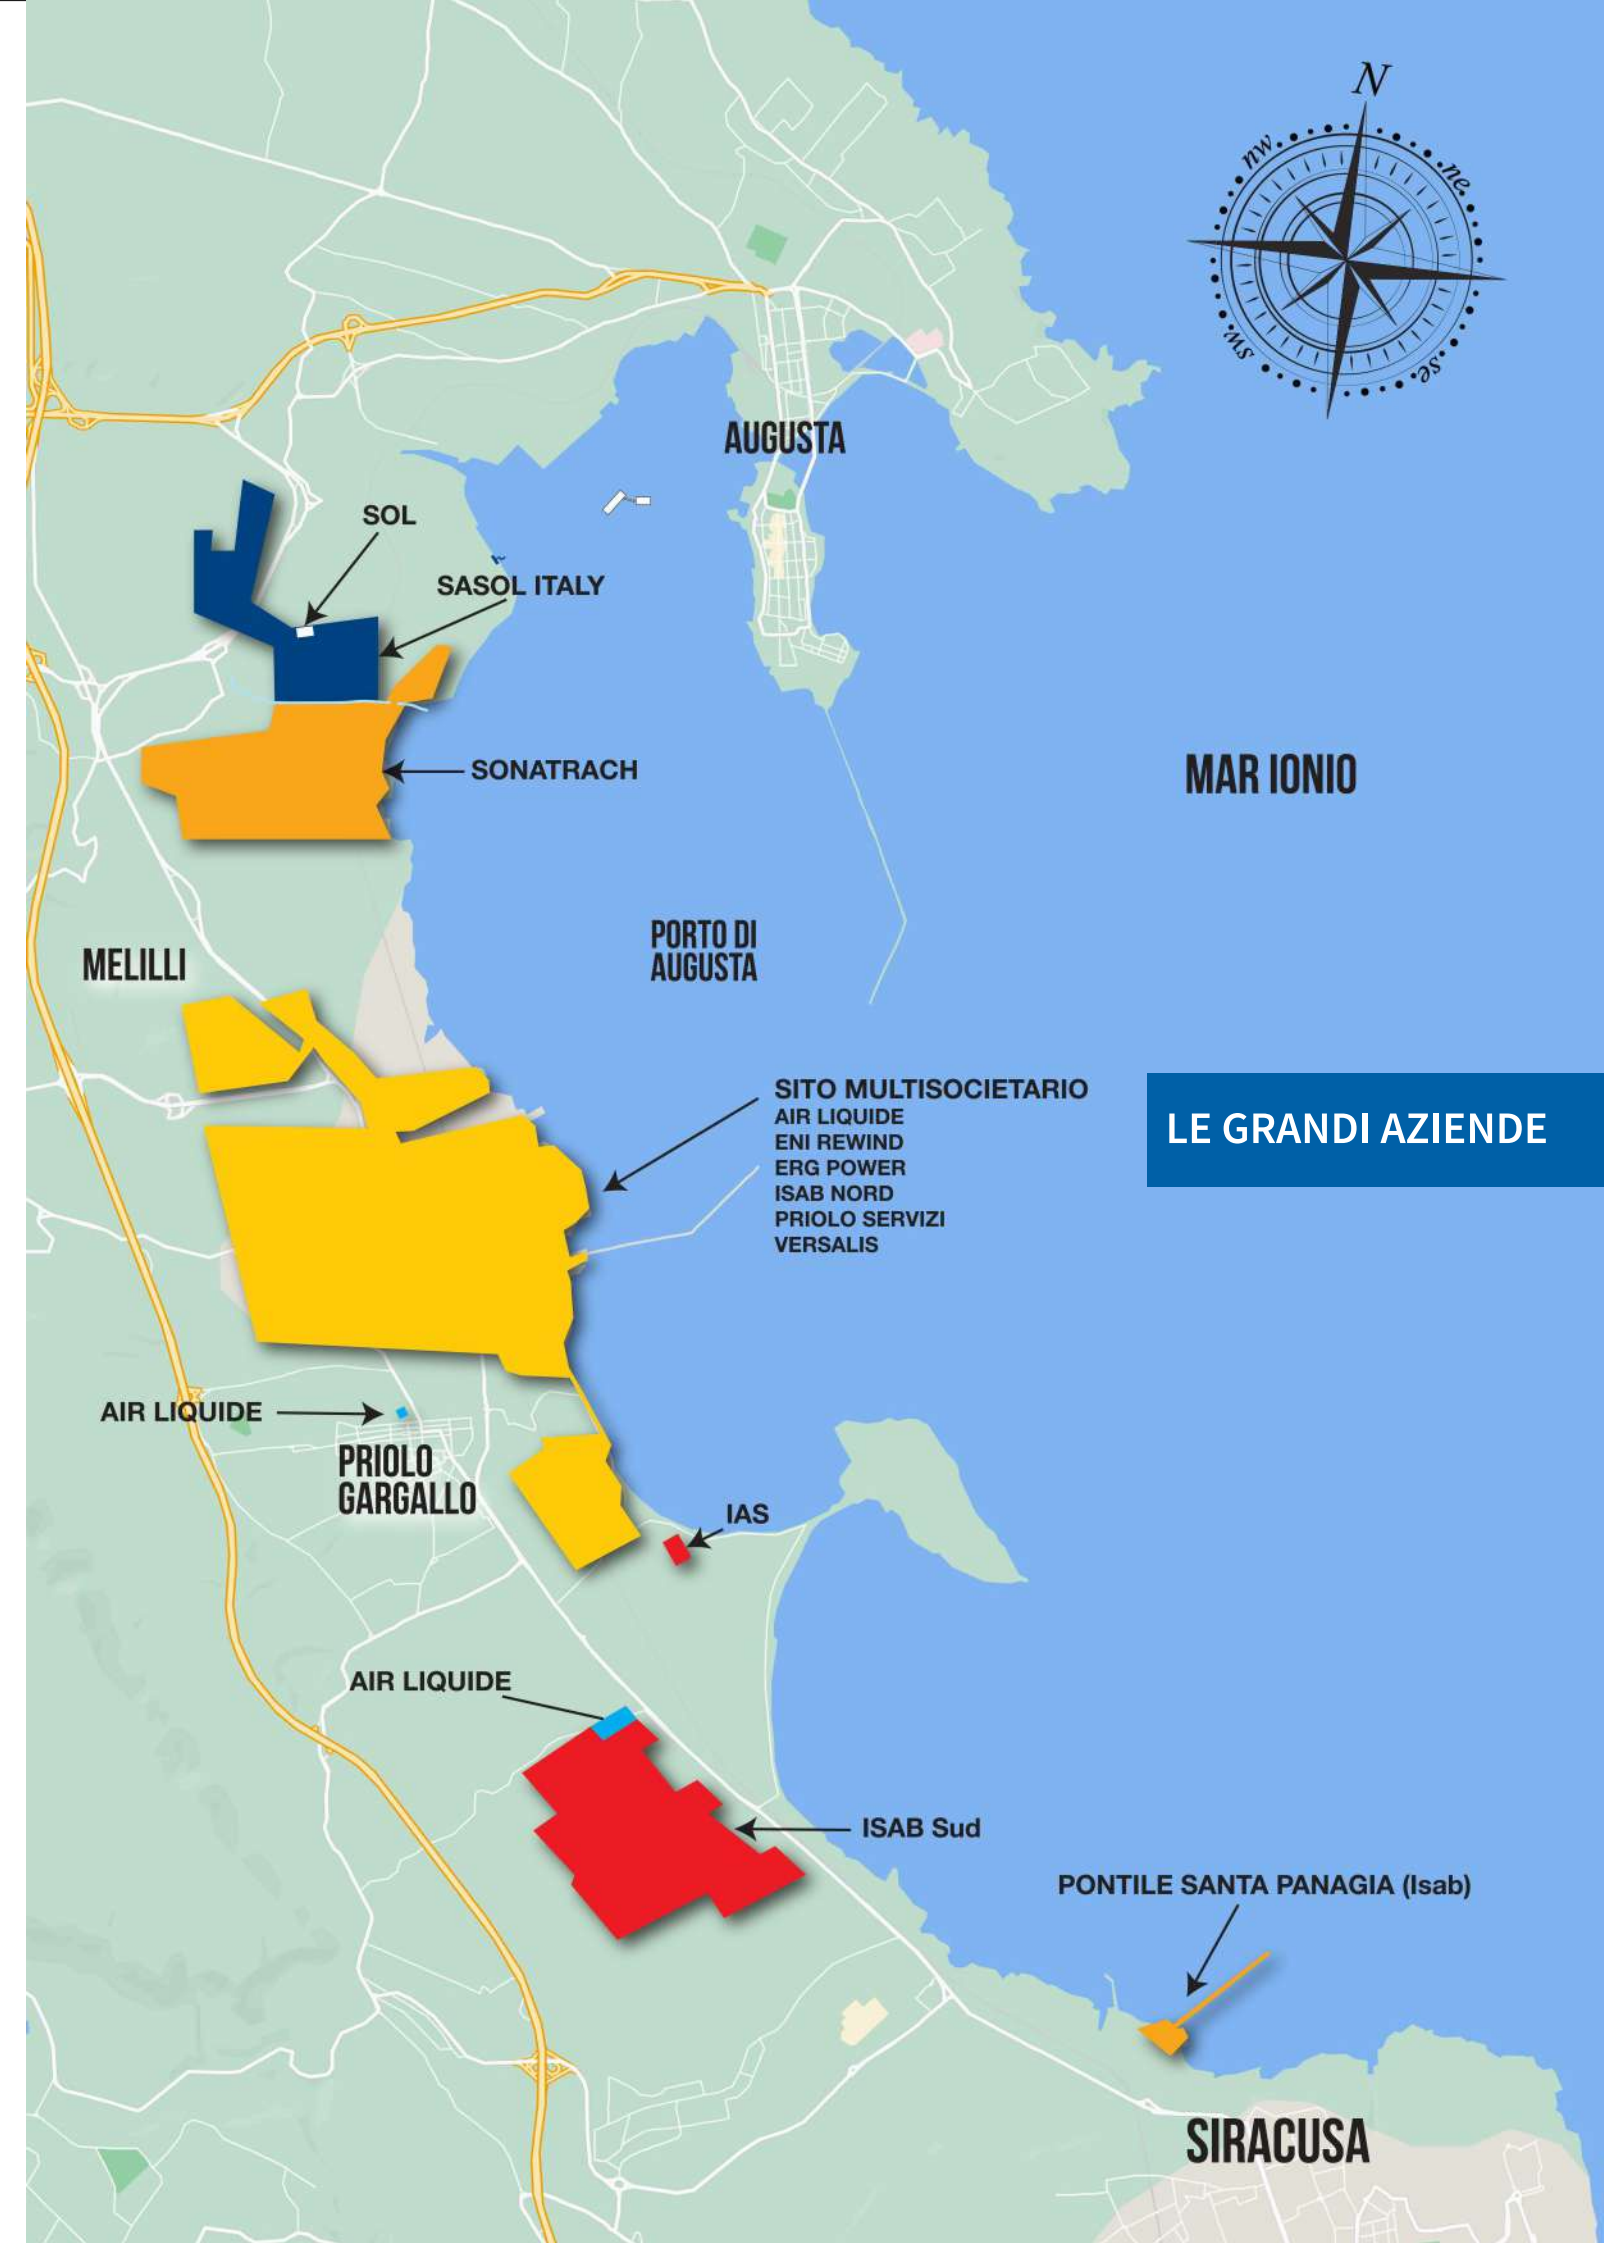 N
nw
ne
sw
se
AUGUSTA
SOL
SASOL ITALY
SONATRACH
MAR IONIO
PORTO DI
AUGUSTA
MELILLI
SITO MULTISOCIETARIO
AIR LIQUIDE
ENI REWIND
ERG POWER
ISAB NORD
PRIOLO SERVIZI
VERSALIS
LE GRANDI AZIENDE
AIR LIQUIDE
PRIOLO
GARGALLO
IAS
AIR LIQUIDE
ISAB Sud
PONTILE SANTA PANAGIA (Isab)
SIRACUSA